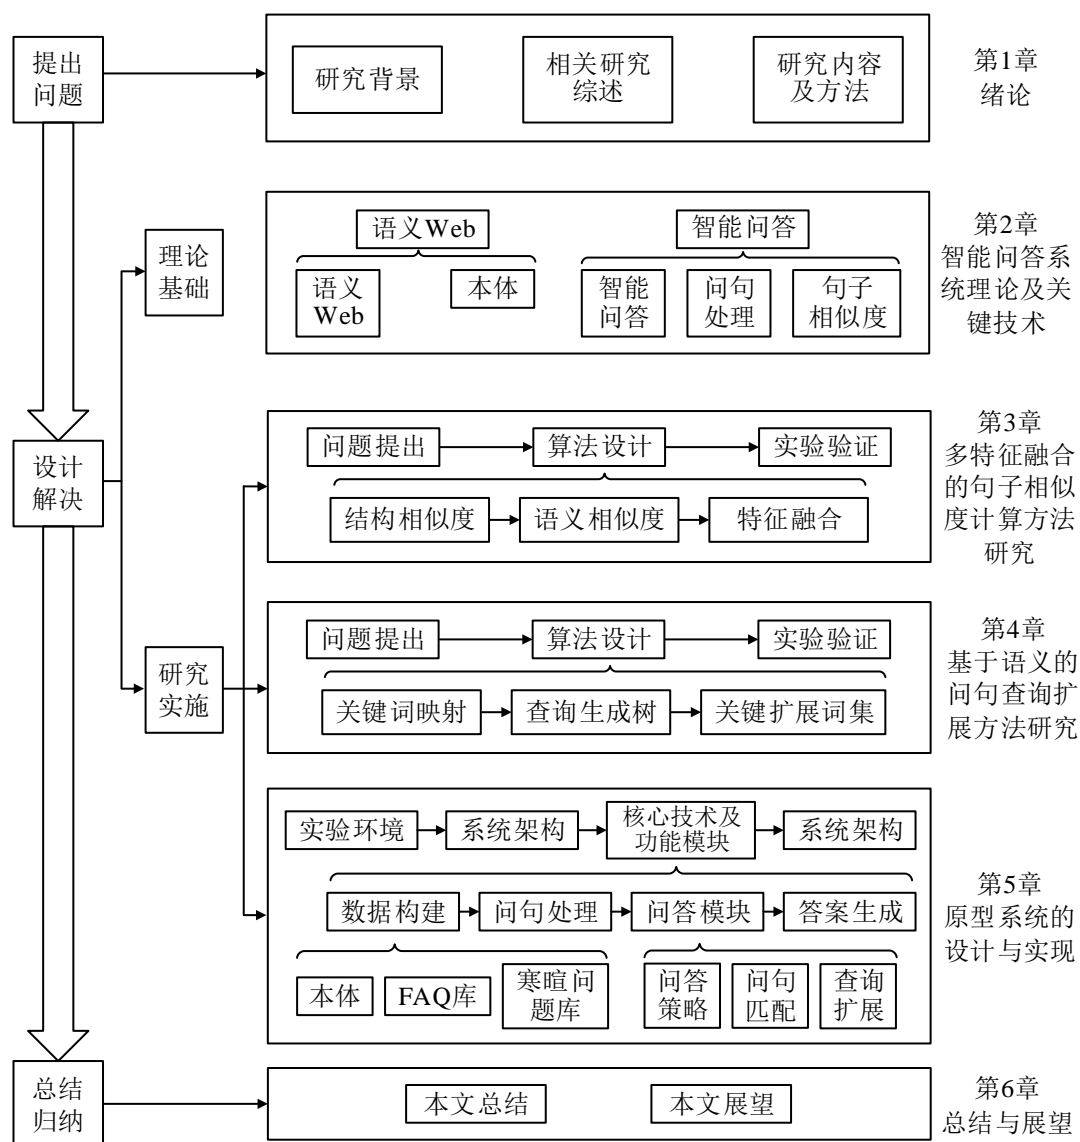 提出
问题
研究背景
相关研究
综述
研究内容
及方法
第1章
绪论
理论
基础
语义Web
智能问答
语义
Web
本体
智能
问答
问句
处理
句子
相似度
第2章
智能问答系
统理论及关
键技术
设计
解决
问题提出
算法设计
实验验证
结构相似度
语义相似度
特征融合
第3章
多特征融合
的句子相似
度计算方法
研究
研究
实施
问题提出
算法设计
实验验证
关键词映射
查询生成树
关键扩展词集
第4章
基于语义的
问句查询扩
展方法研究
实验环境
系统架构
核心技术及
功能模块
系统架构
数据构建
问句处理
问答模块
答案生成
本体
FAQ库
寒暄问
题库
问答
策略
问句
匹配
查询
扩展
第5章
原型系统的
设计与实现
总结
归纳
本文总结
本文展望
第6章
总结与展望